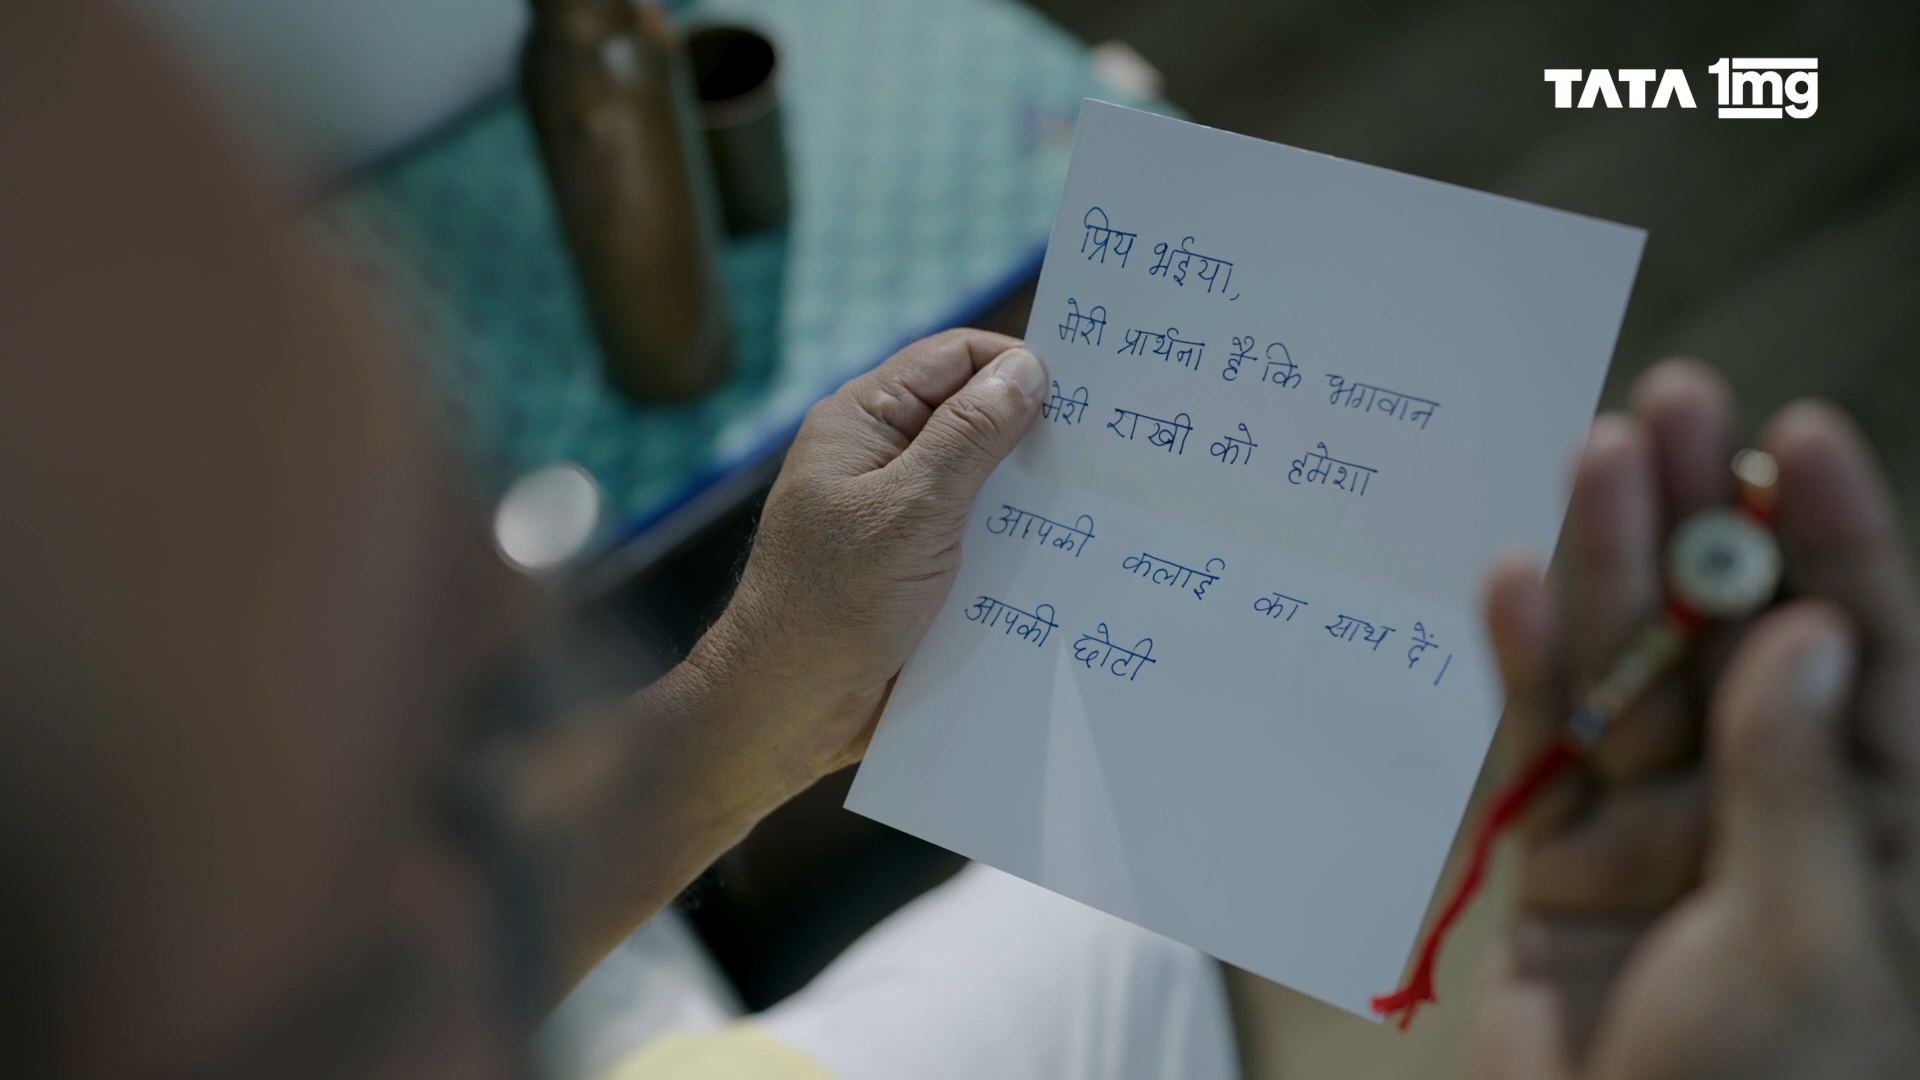 TATA 1mg
प्रिय भईया,
मेरी प्रार्थना है कि भगवान
मेरी राखी को हमेशा
आपकी कलाई का साथ दें।
आपकी छोटी